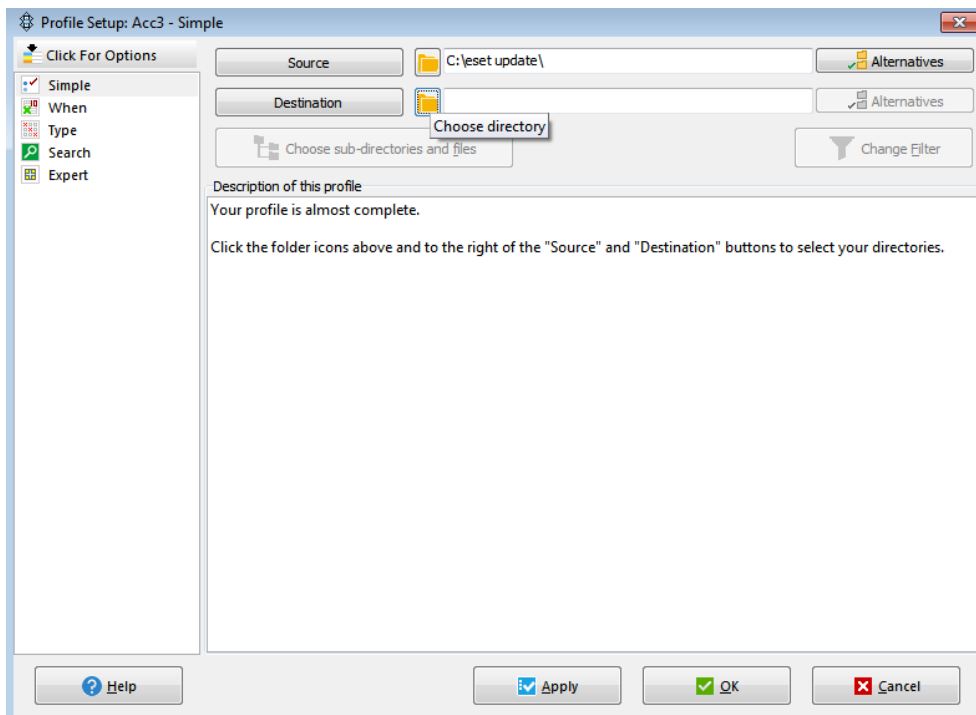 Profile Setup: Acc3 - Simple
Click For Options
Simple
When
Type
Search
Expert
Source
C:\eset update\
Alternatives
Destination
Alternatives
Choose directory
Choose sub-directories and files
Change Filter
Description of this profile
Your profile is almost complete.
Click the folder icons above and to the right of the "Source" and "Destination" buttons to select your directories.
Help
Apply
OK
Cancel